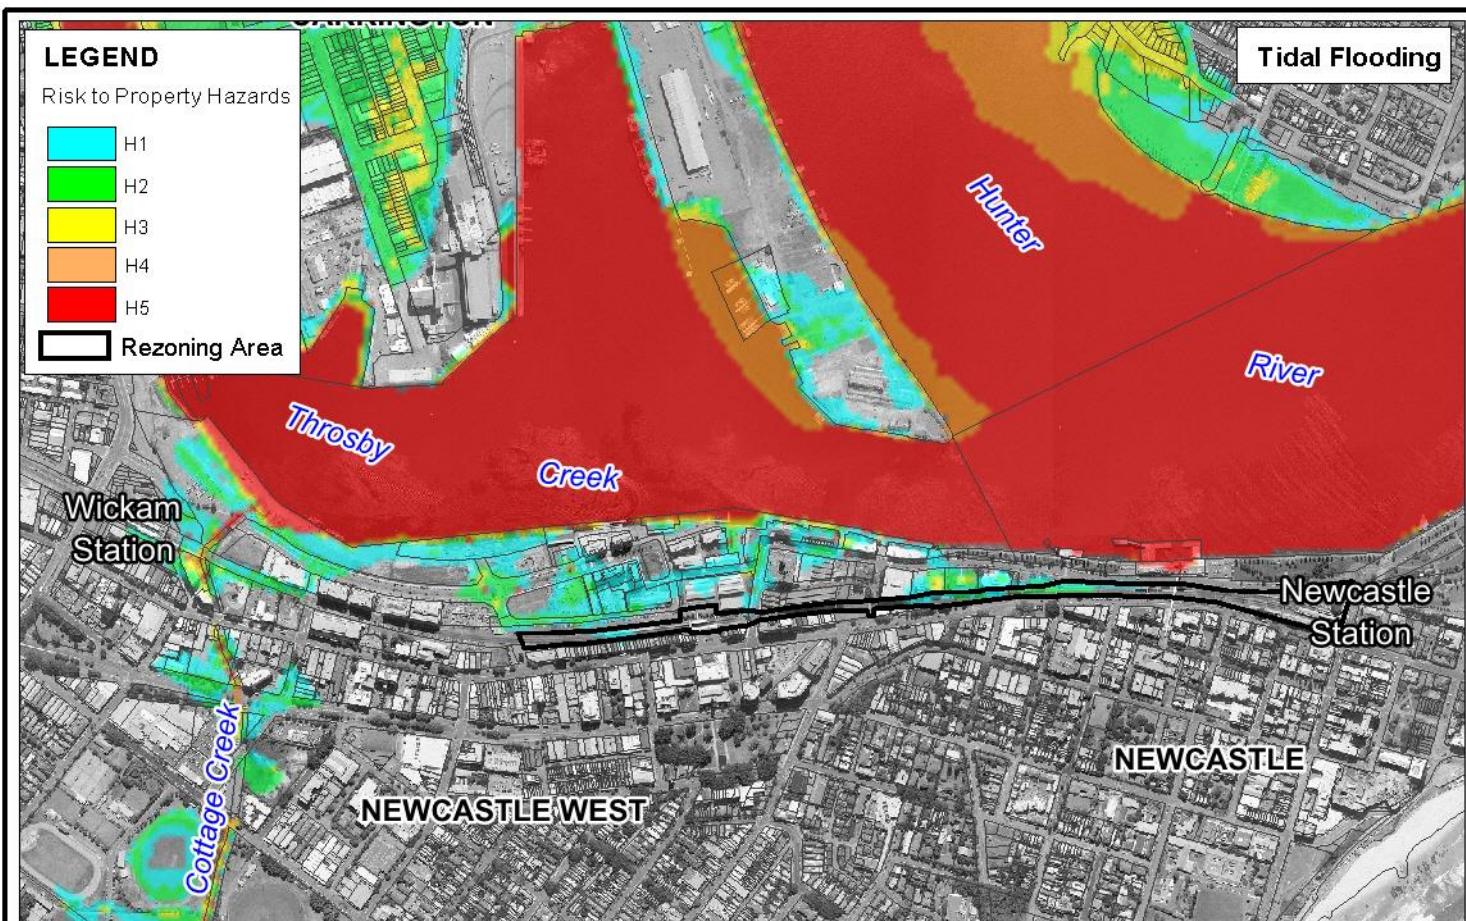 CARRINGTON
LEGEND
Risk to Property Hazards
H1
H2
H3
H4
H5
Rezoning Area
Tidal Flooding
Hunter
River
Throsby
Creek
Wickam
Station
Newcastle
Station
Cottage Creek
NEWCASTLE WEST
NEWCASTLE